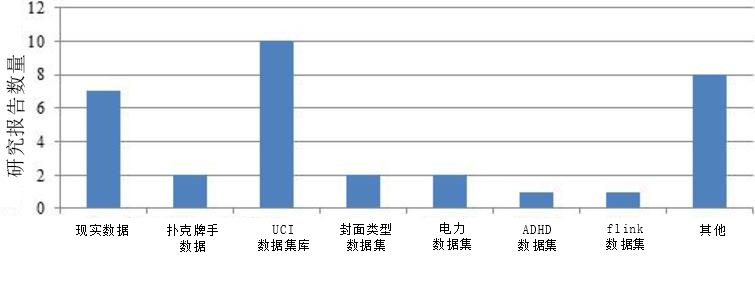 12
10
8
6
4
2
0
研究报告数量
现实数据
扑克牌手
数据
UCI
数据集库
封面类型
数据集
电力
数据集
ADHD
数据集
flink
数据集
其他